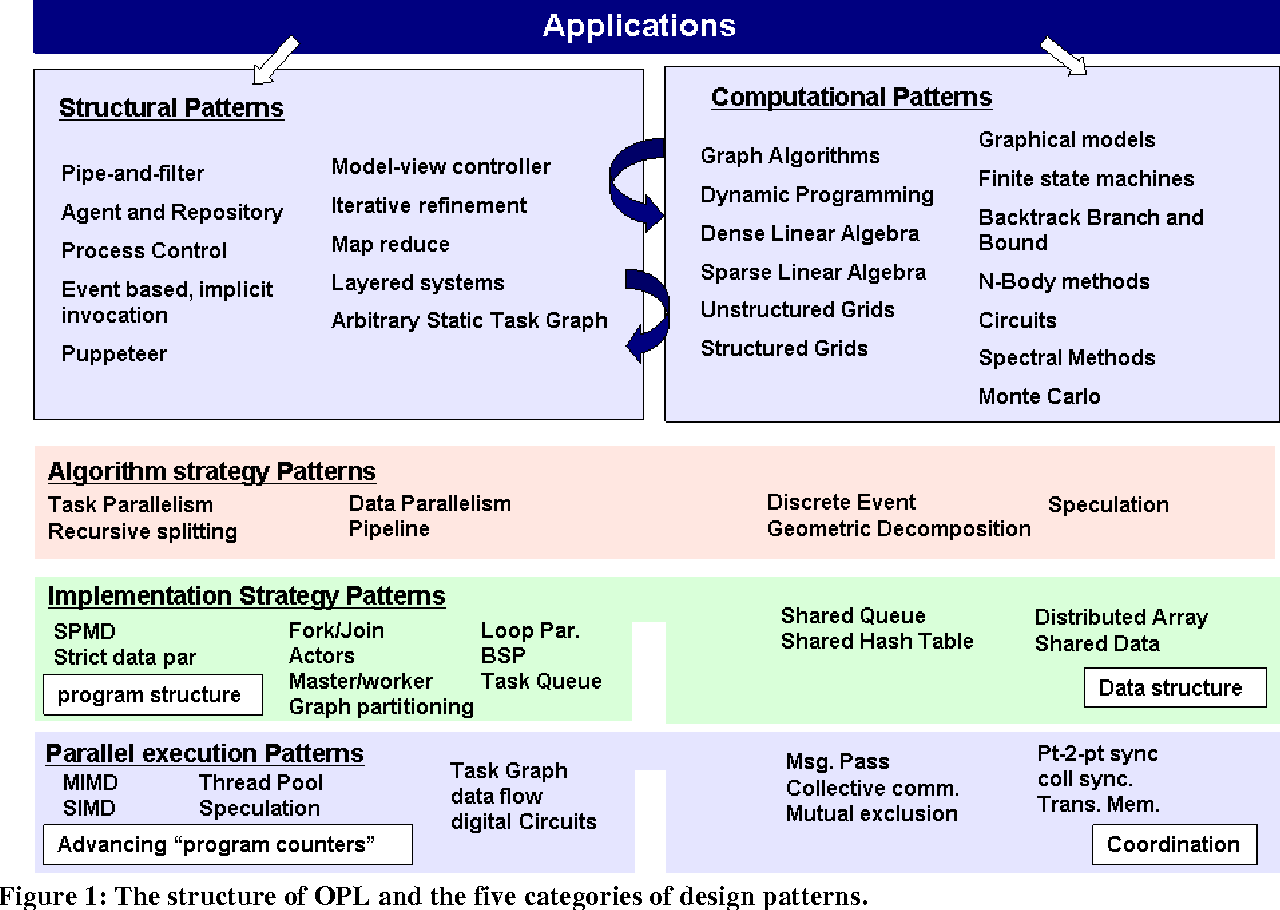 Applications
Structural Patterns
Pipe-and-filter
Agent and Repository
Process Control
Event based, implicit
invocation
Puppeteer
Model-view controller
Iterative refinement
Map reduce
Layered systems
Arbitrary Static Task Graph
Computational Patterns
Graph Algorithms
Dynamic Programming
Dense Linear Algebra
Sparse Linear Algebra
Unstructured Grids
Structured Grids
Graphical models
Finite state machines
Backtrack Branch and
Bound
N-Body methods
Circuits
Spectral Methods
Monte Carlo
Algorithm strategy Patterns
Task Parallelism
Recursive splitting
Data Parallelism
Pipeline
Discrete Event
Geometric Decomposition
Speculation
Implementation Strategy Patterns
SPMD
Strict data par
program structure
Fork/Join
Actors
Master/worker
Graph partitioning
Loop Par.
BSP
Task Queue
Shared Queue
Shared Hash Table
Distributed Array
Shared Data
Data structure
Parallel execution Patterns
MIMD
SIMD
Thread Pool
Speculation
Advancing “program counters”
Task Graph
data flow
digital Circuits
Msg. Pass
Collective comm.
Mutual exclusion
Pt-2-pt sync
coll sync.
Trans. Mem.
Coordination
Figure 1: The structure of OPL and the five categories of design patterns.